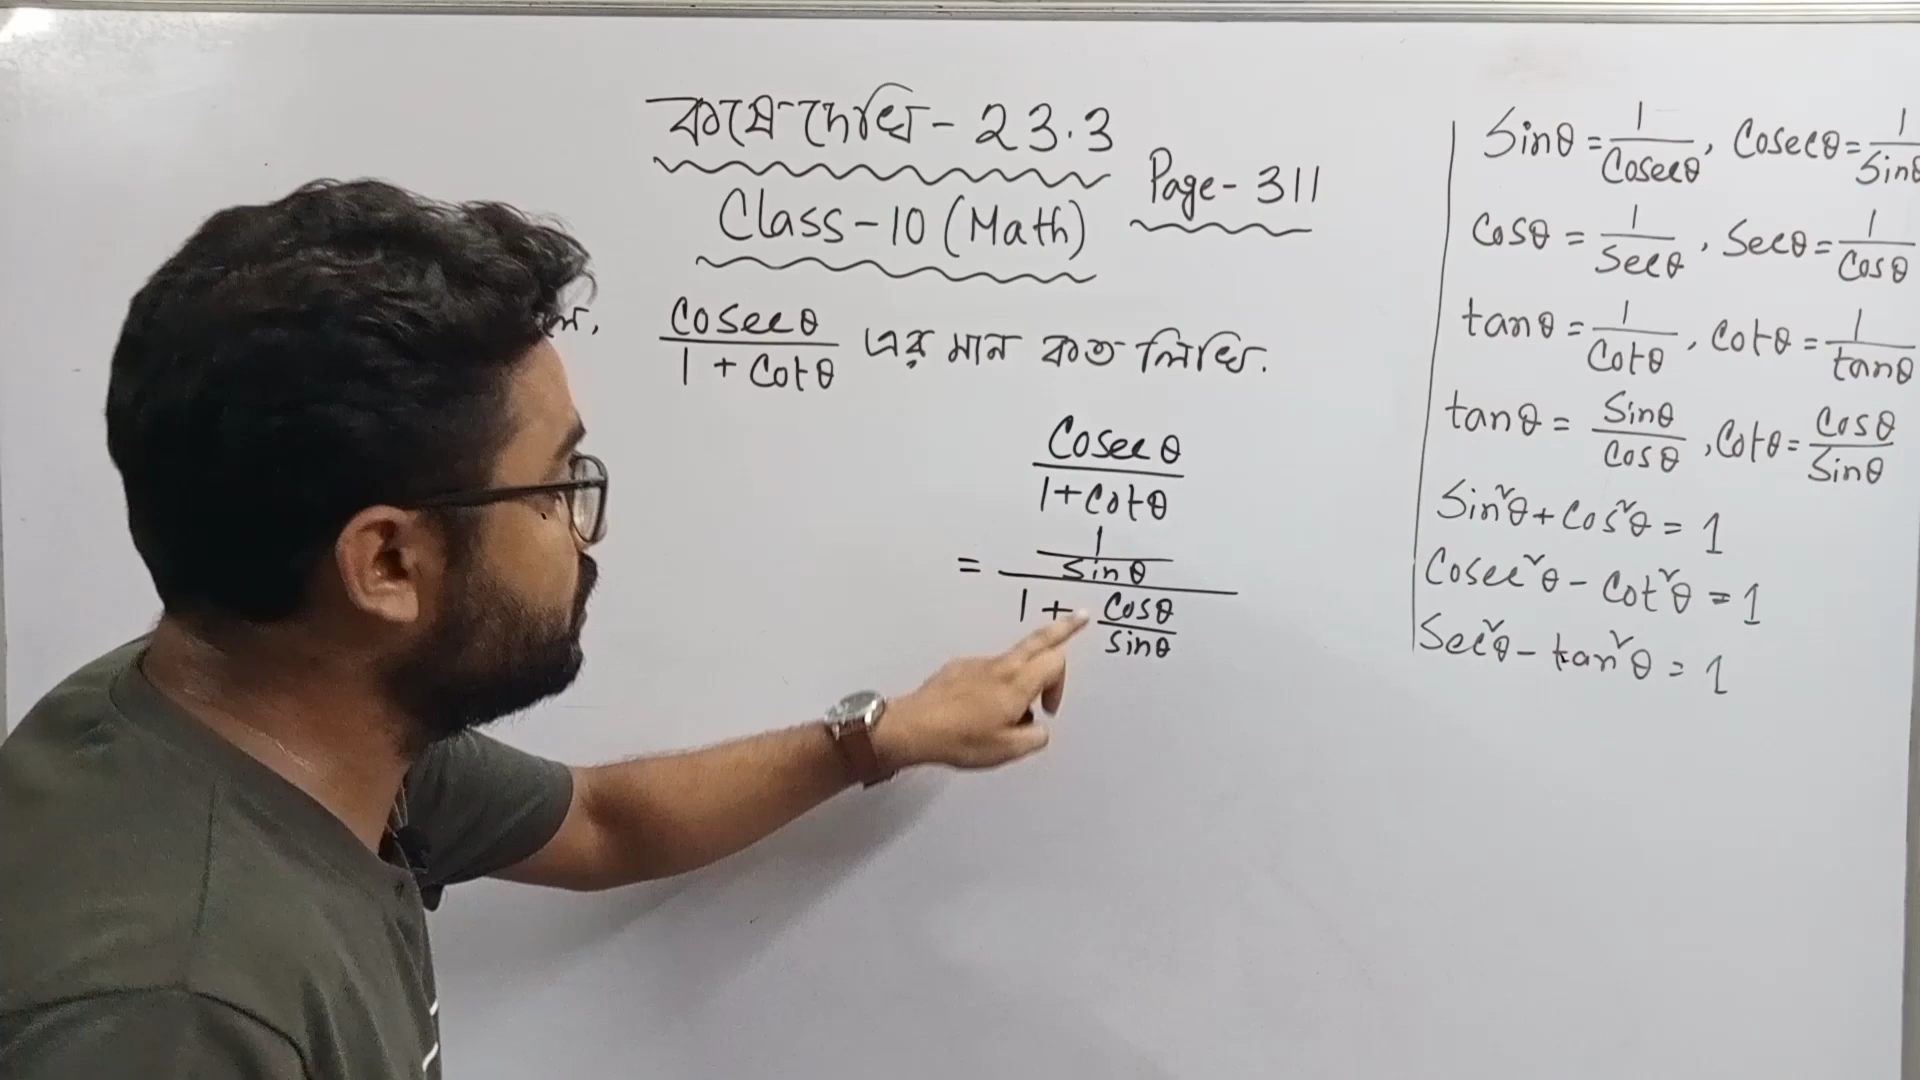 কষে দেখি - 23.3
Class-10 (Math)
Page-311
cosecθ / 1 + cotθ এর মান কত লিখি.
cosecθ / 1+cotθ
= 1/sinθ / 1 + cosθ/sinθ
sinθ = 1/cosecθ, cosecθ = 1/sinθ
cosθ = 1/secθ, secθ = 1/cosθ
tanθ = 1/cotθ, cotθ = 1/tanθ
tanθ = sinθ/cosθ, cotθ = cosθ/sinθ
sin²θ + cos²θ = 1
cosec²θ - cot²θ = 1
sec²θ - tan²θ = 1